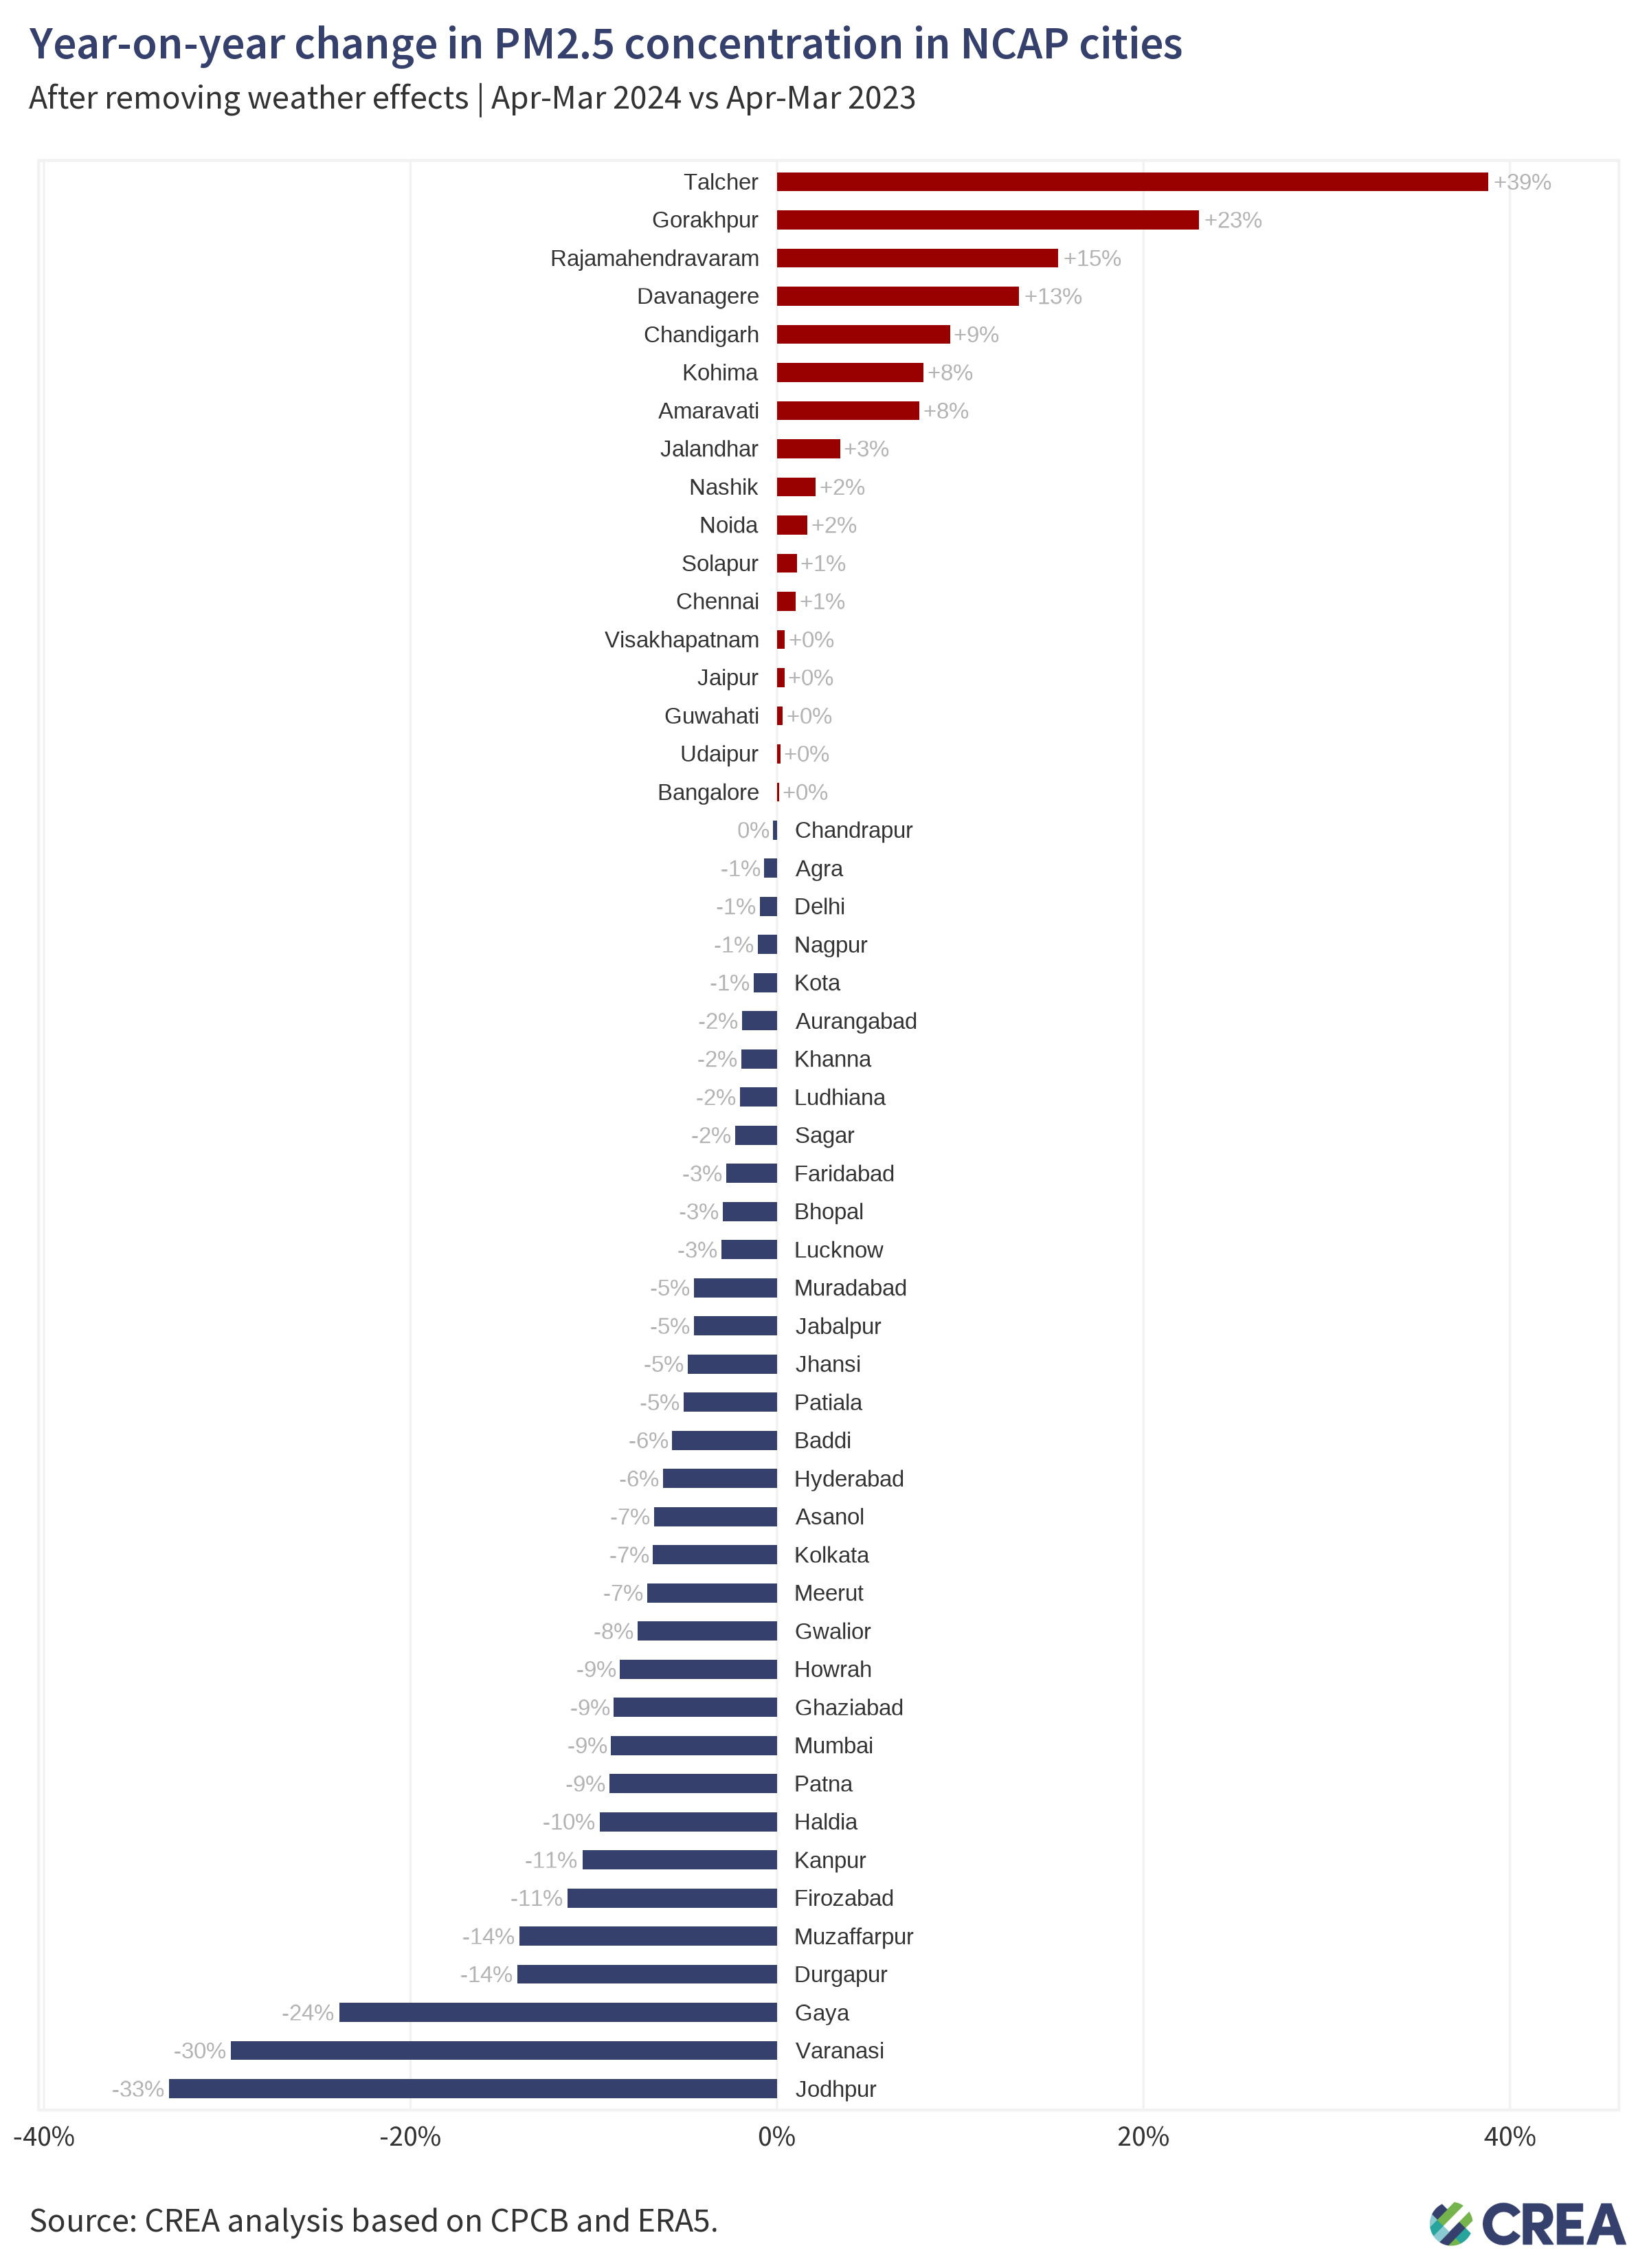 Year-on-year change in PM2.5 concentration in NCAP cities
After removing weather effects | Apr-Mar 2024 vs Apr-Mar 2023
Talcher +39%
Gorakhpur +23%
Rajamahendravaram +15%
Davanagere +13%
Chandigarh +9%
Kohima +8%
Amaravati +8%
Jalandhar +3%
Nashik +2%
Noida +2%
Solapur +1%
Chennai +1%
Visakhapatnam +0%
Jaipur +0%
Guwahati +0%
Udaipur +0%
Bangalore +0%
0% Chandrapur
-1% Agra
-1% Delhi
-1% Nagpur
-1% Kota
-2% Aurangabad
-2% Khanna
-2% Ludhiana
-2% Sagar
-3% Faridabad
-3% Bhopal
-3% Lucknow
-5% Muradabad
-5% Jabalpur
-5% Jhansi
-5% Patiala
-6% Baddi
-6% Hyderabad
-7% Asanol
-7% Kolkata
-7% Meerut
-8% Gwalior
-9% Howrah
-9% Ghaziabad
-9% Mumbai
-9% Patna
-10% Haldia
-11% Kanpur
-11% Firozabad
-14% Muzaffarpur
-14% Durgapur
-24% Gaya
-30% Varanasi
-33% Jodhpur
-40% -20% 0% 20% 40%
Source: CREA analysis based on CPCB and ERA5.
CREA